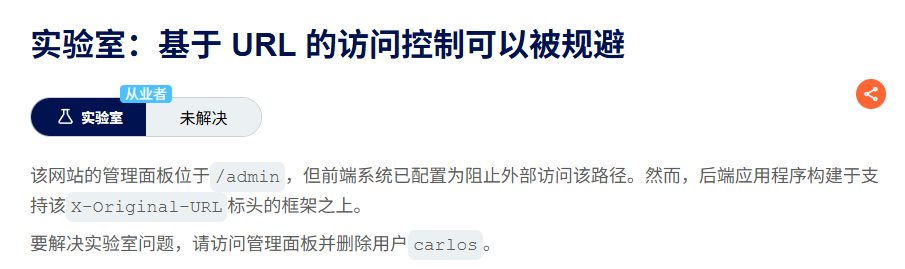 实验室：基于 URL 的访问控制可以被规避
从业者
实验室
未解决
该网站的管理面板位于 /admin ，但前端系统已配置为阻止外部访问该路径。然而，后端应用程序构建于支
持该 X-Original-URL 标头的框架之上。
要解决实验室问题，请访问管理面板并删除用户 carlos 。